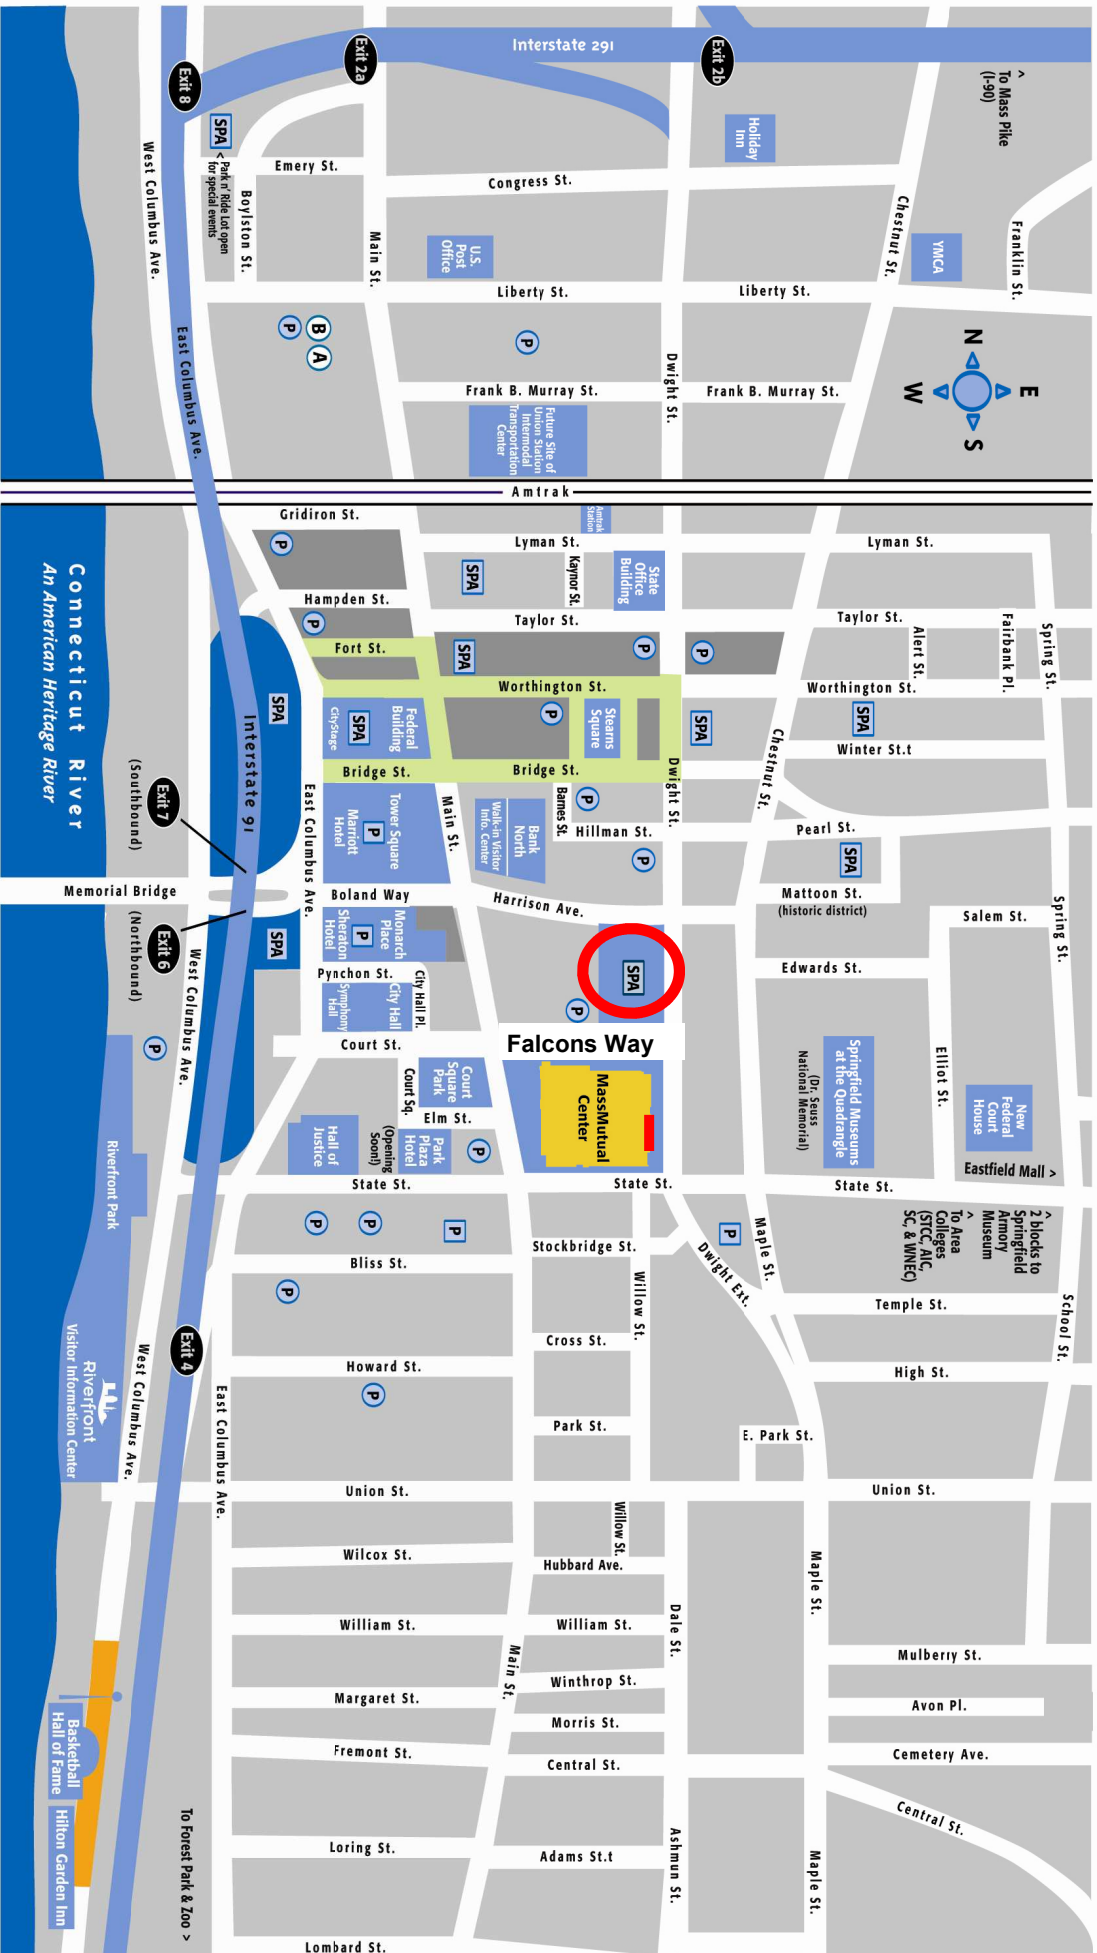 Interstate 291
Exit 2a
Exit 2b
Exit 8
^
To Mass Pike
(I-90)
Holiday
Inn
SPA
< Park n' Ride Lot open
for special events
West Columbus Ave.
Emery St.
Boylston St.
Congress St.
Chestnut St.
Franklin St.
YMCA
Main St.
U.S.
Post
Office
Liberty St.
Liberty St.
P
B
A
P
East Columbus Ave.
Dwight St.
N
E
W
S
Frank B. Murray St.
Frank B. Murray St.
Future Site of
Union Station
Intermodal
Transportation
Center
Amtrak
Gridiron St.
Amtrak
Station
P
Lyman St.
Lyman St.
Kaynor St.
State
Office
Building
SPA
Hampden St.
P
Taylor St.
Taylor St.
Alert St.
Fairbank Pl.
Spring St.
Fort St.
SPA
P
P
Worthington St.
Worthington St.
Connecticut River
An American Heritage River
SPA
Interstate 91
Federal
Building
SPA
CityStage
P
Stearns
Square
SPA
SPA
Winter St.t
Chestnut St.
Bridge St.
Bridge St.
Dwight St.
(Southbound)
Exit 7
East Columbus Ave.
Tower Square
P
Marriott
Hotel
Main St.
Bank
North
Walk-in Visitor
Info. Center
Barnes St.
P
Hillman St.
Pearl St.
P
SPA
Memorial Bridge
Boland Way
Harrison Ave.
Mattoon St.
(historic district)
Salem St.
Spring St.
(Northbound)
Exit 6
SPA
Monarch
Place
P
Sheraton
Hotel
SPA
Edwards St.
West Columbus Ave.
Pynchon St.
City Hall Pl.
City Hall
Symphony
Hall
P
P
Court St.
Falcons Way
Court
Square
Park
Court Sq.
MassMutual
Center
Springfield Museums
at the Quadrangle
(Dr. Seuss
National Memorial)
Elliot St.
New
Federal
Court
House
Elm St.
Hall of
Justice
(Opening
Soon!)
Park
Plaza
Hotel
P
Riverfront Park
Eastfield Mall >
State St.
State St.
State St.
P
P
P
P
^
2 blocks to
Springfield
Armory
Museum
^
To Area
Colleges
(STCC, AIC,
SC, & WNEC)
Stockbridge St.
Maple St.
Dwight Ext.
Bliss St.
P
Willow St.
Temple St.
School St.
Riverfront
Visitor Information Center
West Columbus Ave.
Exit 4
Cross St.
Howard St.
High St.
P
East Columbus Ave.
Park St.
E. Park St.
Union St.
Union St.
Willow St.
Wilcox St.
Hubbard Ave.
Maple St.
William St.
William St.
Dale St.
Main St.
Mulberry St.
Winthrop St.
Margaret St.
Avon Pl.
Morris St.
Basketball
Hall of Fame
Fremont St.
Central St.
Cemetery Ave.
Central St.
Hilton Garden Inn
To Forest Park & Zoo >
Loring St.
Adams St.t
Ashmun St.
Maple St.
Lombard St.